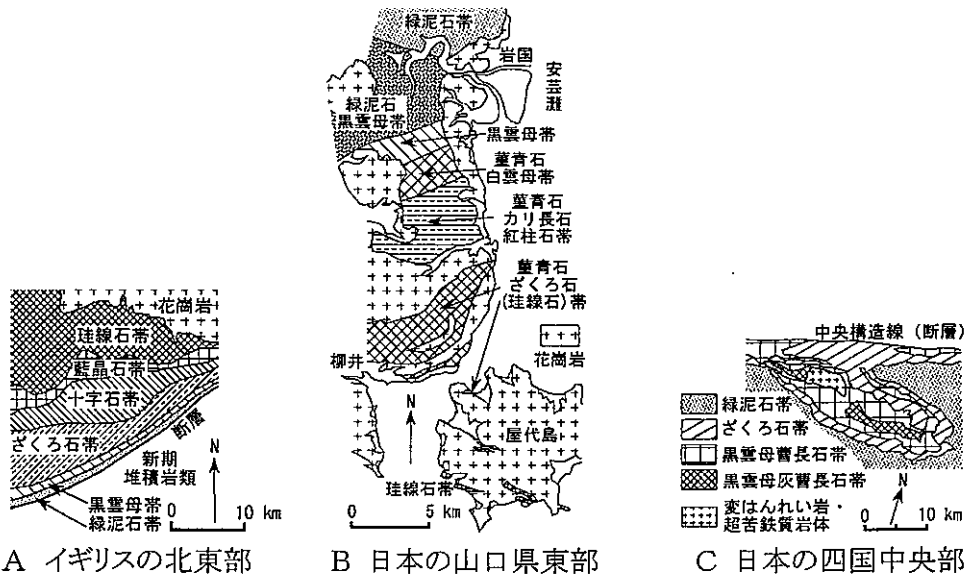 緑泥石帯
岩国
安芸灘
緑泥石
黒雲母帯
黒雲母帯
菫青石
白雲母帯
菫青石
カリ長石
紅柱石帯
菫青石
ざくろ石
(珪線石)帯
花崗岩
柳井
N
屋代島
珪線石帯
0 5 km
花崗岩
珪線石帯
藍晶石帯
十字石帯
ざくろ石帯
断層
新期
堆積岩類
N
黒雲母帯
緑泥石帯
0 10 km
中央構造線(断層)
緑泥石帯
ざくろ石帯
黒雲母曹長石帯
黒雲母灰曹長石帯
変はんれい岩・
超苦鉄質岩体
N
0 10 km
A イギリスの北東部
B 日本の山口県東部
C 日本の四国中央部